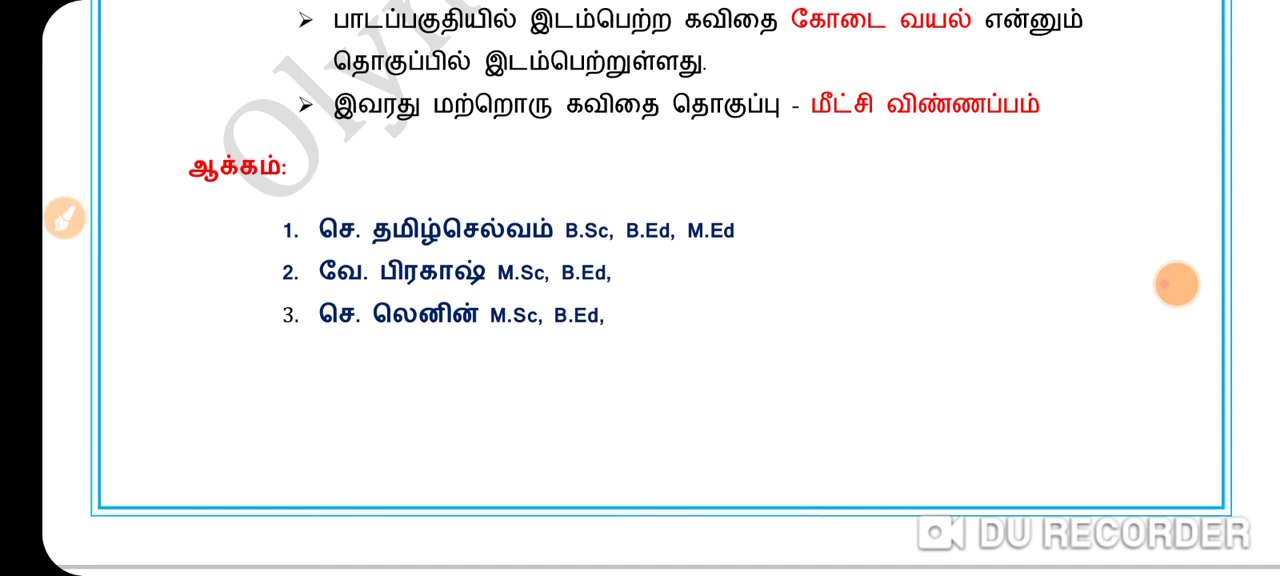 ➢ பாடப்பகுதியில் இடம்பெற்ற கவிதை கோடை வயல் என்னும்
தொகுப்பில் இடம்பெற்றுள்ளது.
➢ இவரது மற்றொரு கவிதை தொகுப்பு - மீட்சி விண்ணப்பம்
ஆக்கம்:
1. செ. தமிழ்செல்வம் B.Sc, B.Ed, M.Ed
2. வே. பிரகாஷ் M.Sc, B.Ed,
3. செ. லெனின் M.Sc, B.Ed,
DU RECORDER